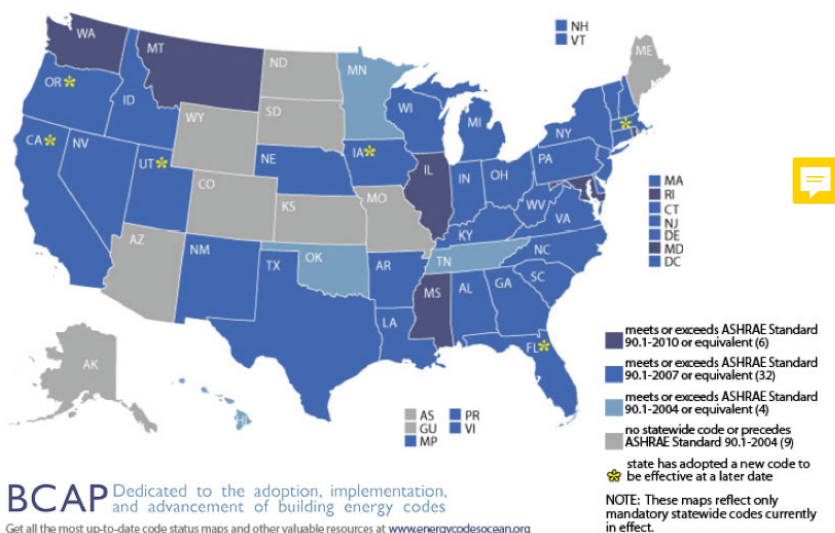 NH
VT
WA
MT
ND
MN
ME
OR
ID
SD
WI
MI
NY
WY
CA
NV
UT
NE
IA
IL
IN
OH
PA
CO
KS
MO
WV
VA
KY
MA
RI
CT
NJ
DE
MD
DC
AZ
NM
TX
OK
AR
TN
NC
SC
MS
AL
GA
LA
FL
AK
HI
AS
GU
MP
PR
VI
meets or exceeds ASHRAE Standard
90.1-2010 or equivalent (6)
meets or exceeds ASHRAE Standard
90.1-2007 or equivalent (32)
meets or exceeds ASHRAE Standard
90.1-2004 or equivalent (4)
no statewide code or precedes
ASHRAE Standard 90.1-2004 (9)
state has adopted a new code to
be effective at a later date
NOTE: These maps reflect only
mandatory statewide codes currently
in effect.
BCAP Dedicated to the adoption, implementation,
and advancement of building energy codes
Get all the most up-to-date code status maps and other valuable resources at www.energycodesocean.org